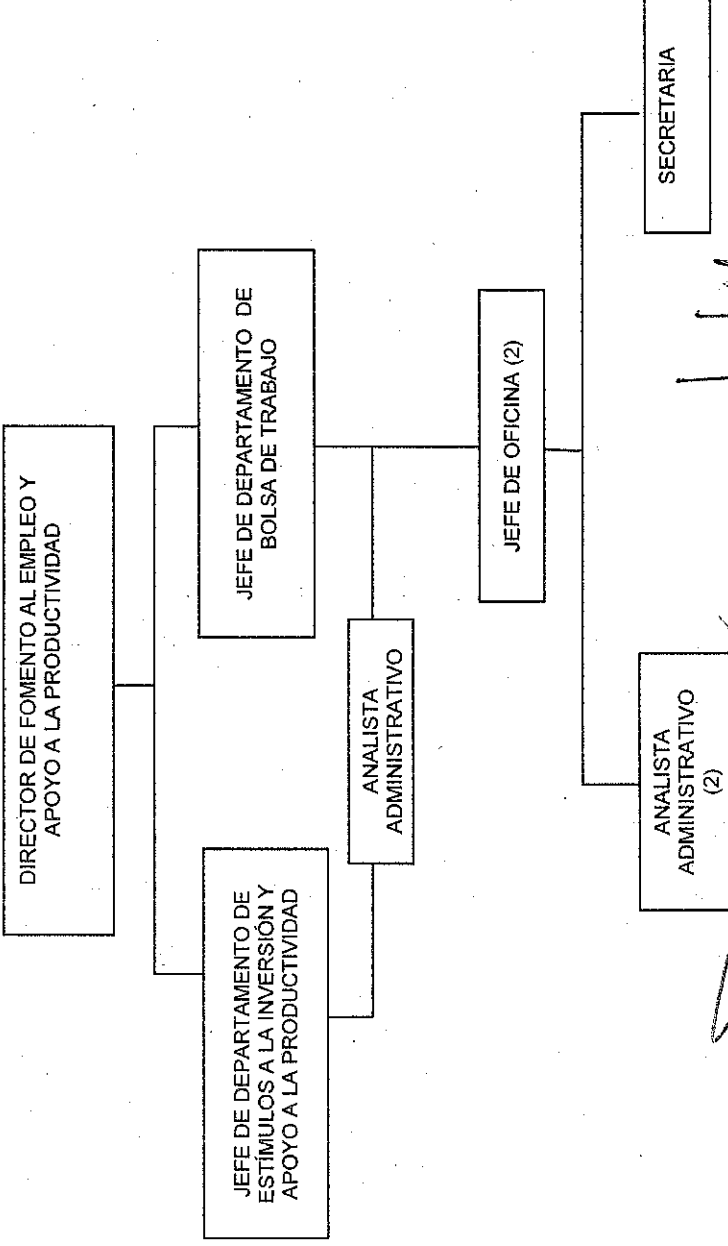 DIRECTOR DE FOMENTO AL EMPLEO Y
APOYO A LA PRODUCTIVIDAD
JEFE DE DEPARTAMENTO DE
ESTÍMULOS A LA INVERSIÓN Y
APOYO A LA PRODUCTIVIDAD
JEFE DE DEPARTAMENTO DE
BOLSA DE TRABAJO
ANALISTA
ADMINISTRATIVO
JEFE DE OFICINA (2)
ANALISTA
ADMINISTRATIVO
(2)
SECRETARIA